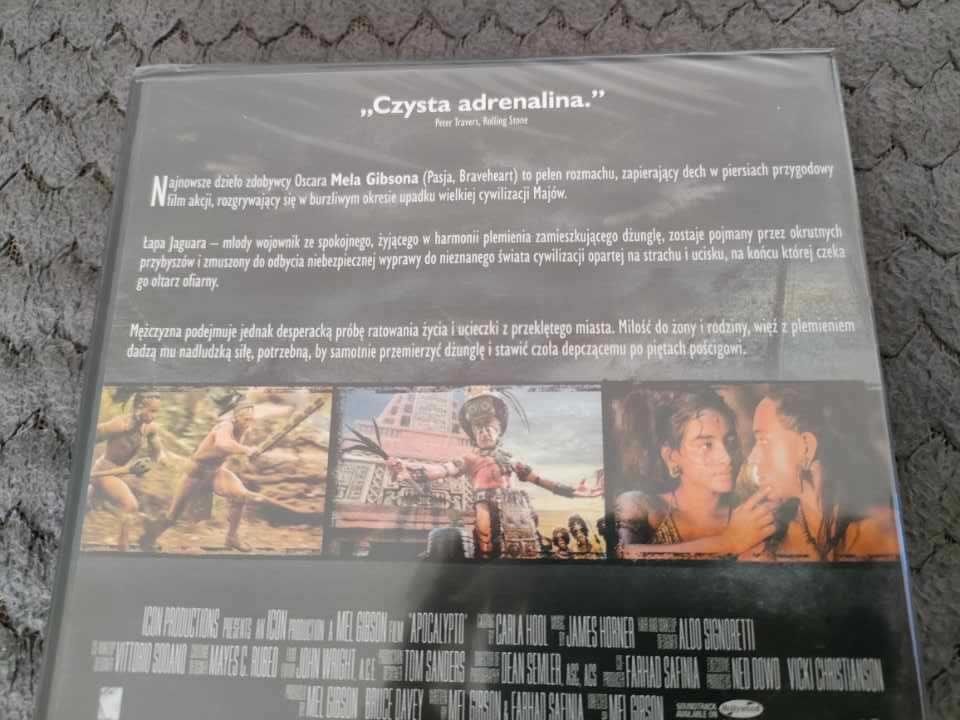 „Czysta adrenalina.”
Peter Travers, Rolling Stone
Najnowsze dzieło zdobywcy Oscara Mela Gibsona (Pasja, Braveheart) to pełen rozmachu, zapierający dech w piersiach przygodowy
film akcji, rozgrywający się w burzliwym okresie upadku wielkiej cywilizacji Majów.
Łapa Jaguara – młody wojownik ze spokojnego, żyjącego w harmonii plemienia zamieszkującego dżunglę, zostaje pojmany przez okrutnych
przybyszów i zmuszony do odbycia niebezpiecznej wyprawy do nieznanego świata cywilizacji opartej na strachu i ucisku, na końcu której czeka
go ołtarz ofiarny.
Mężczyzna podejmuje jednak desperacką próbę ratowania życia i ucieczki z przeklętego miasta. Miłość do żony i rodziny, więź z plemieniem
dadzą mu nadludzką siłę, potrzebną, by samotnie przemierzyć dżunglę i stawić czoła depczącemu po piętach pościgowi.
ICON PRODUCTIONS PRESENTS AN ICON PRODUCTION A MEL GIBSON FILM "APOCALYPTO" CARLA HOOL JAMES HORNER ALDO SIGNORETTI
VITTORIO SODANO MAYES C. RUBEO JOHN WRIGHT, A.C.E. TOM SANDERS DEAN SEMLER, ASC, ACS FARHAD SAFINIA NED DOWD VICKI CHRISTIANSON
MEL GIBSON BRUCE DAVEY MEL GIBSON & FARHAD SAFINIA MEL GIBSON SOUNDTRACK
AVAILABLE ON